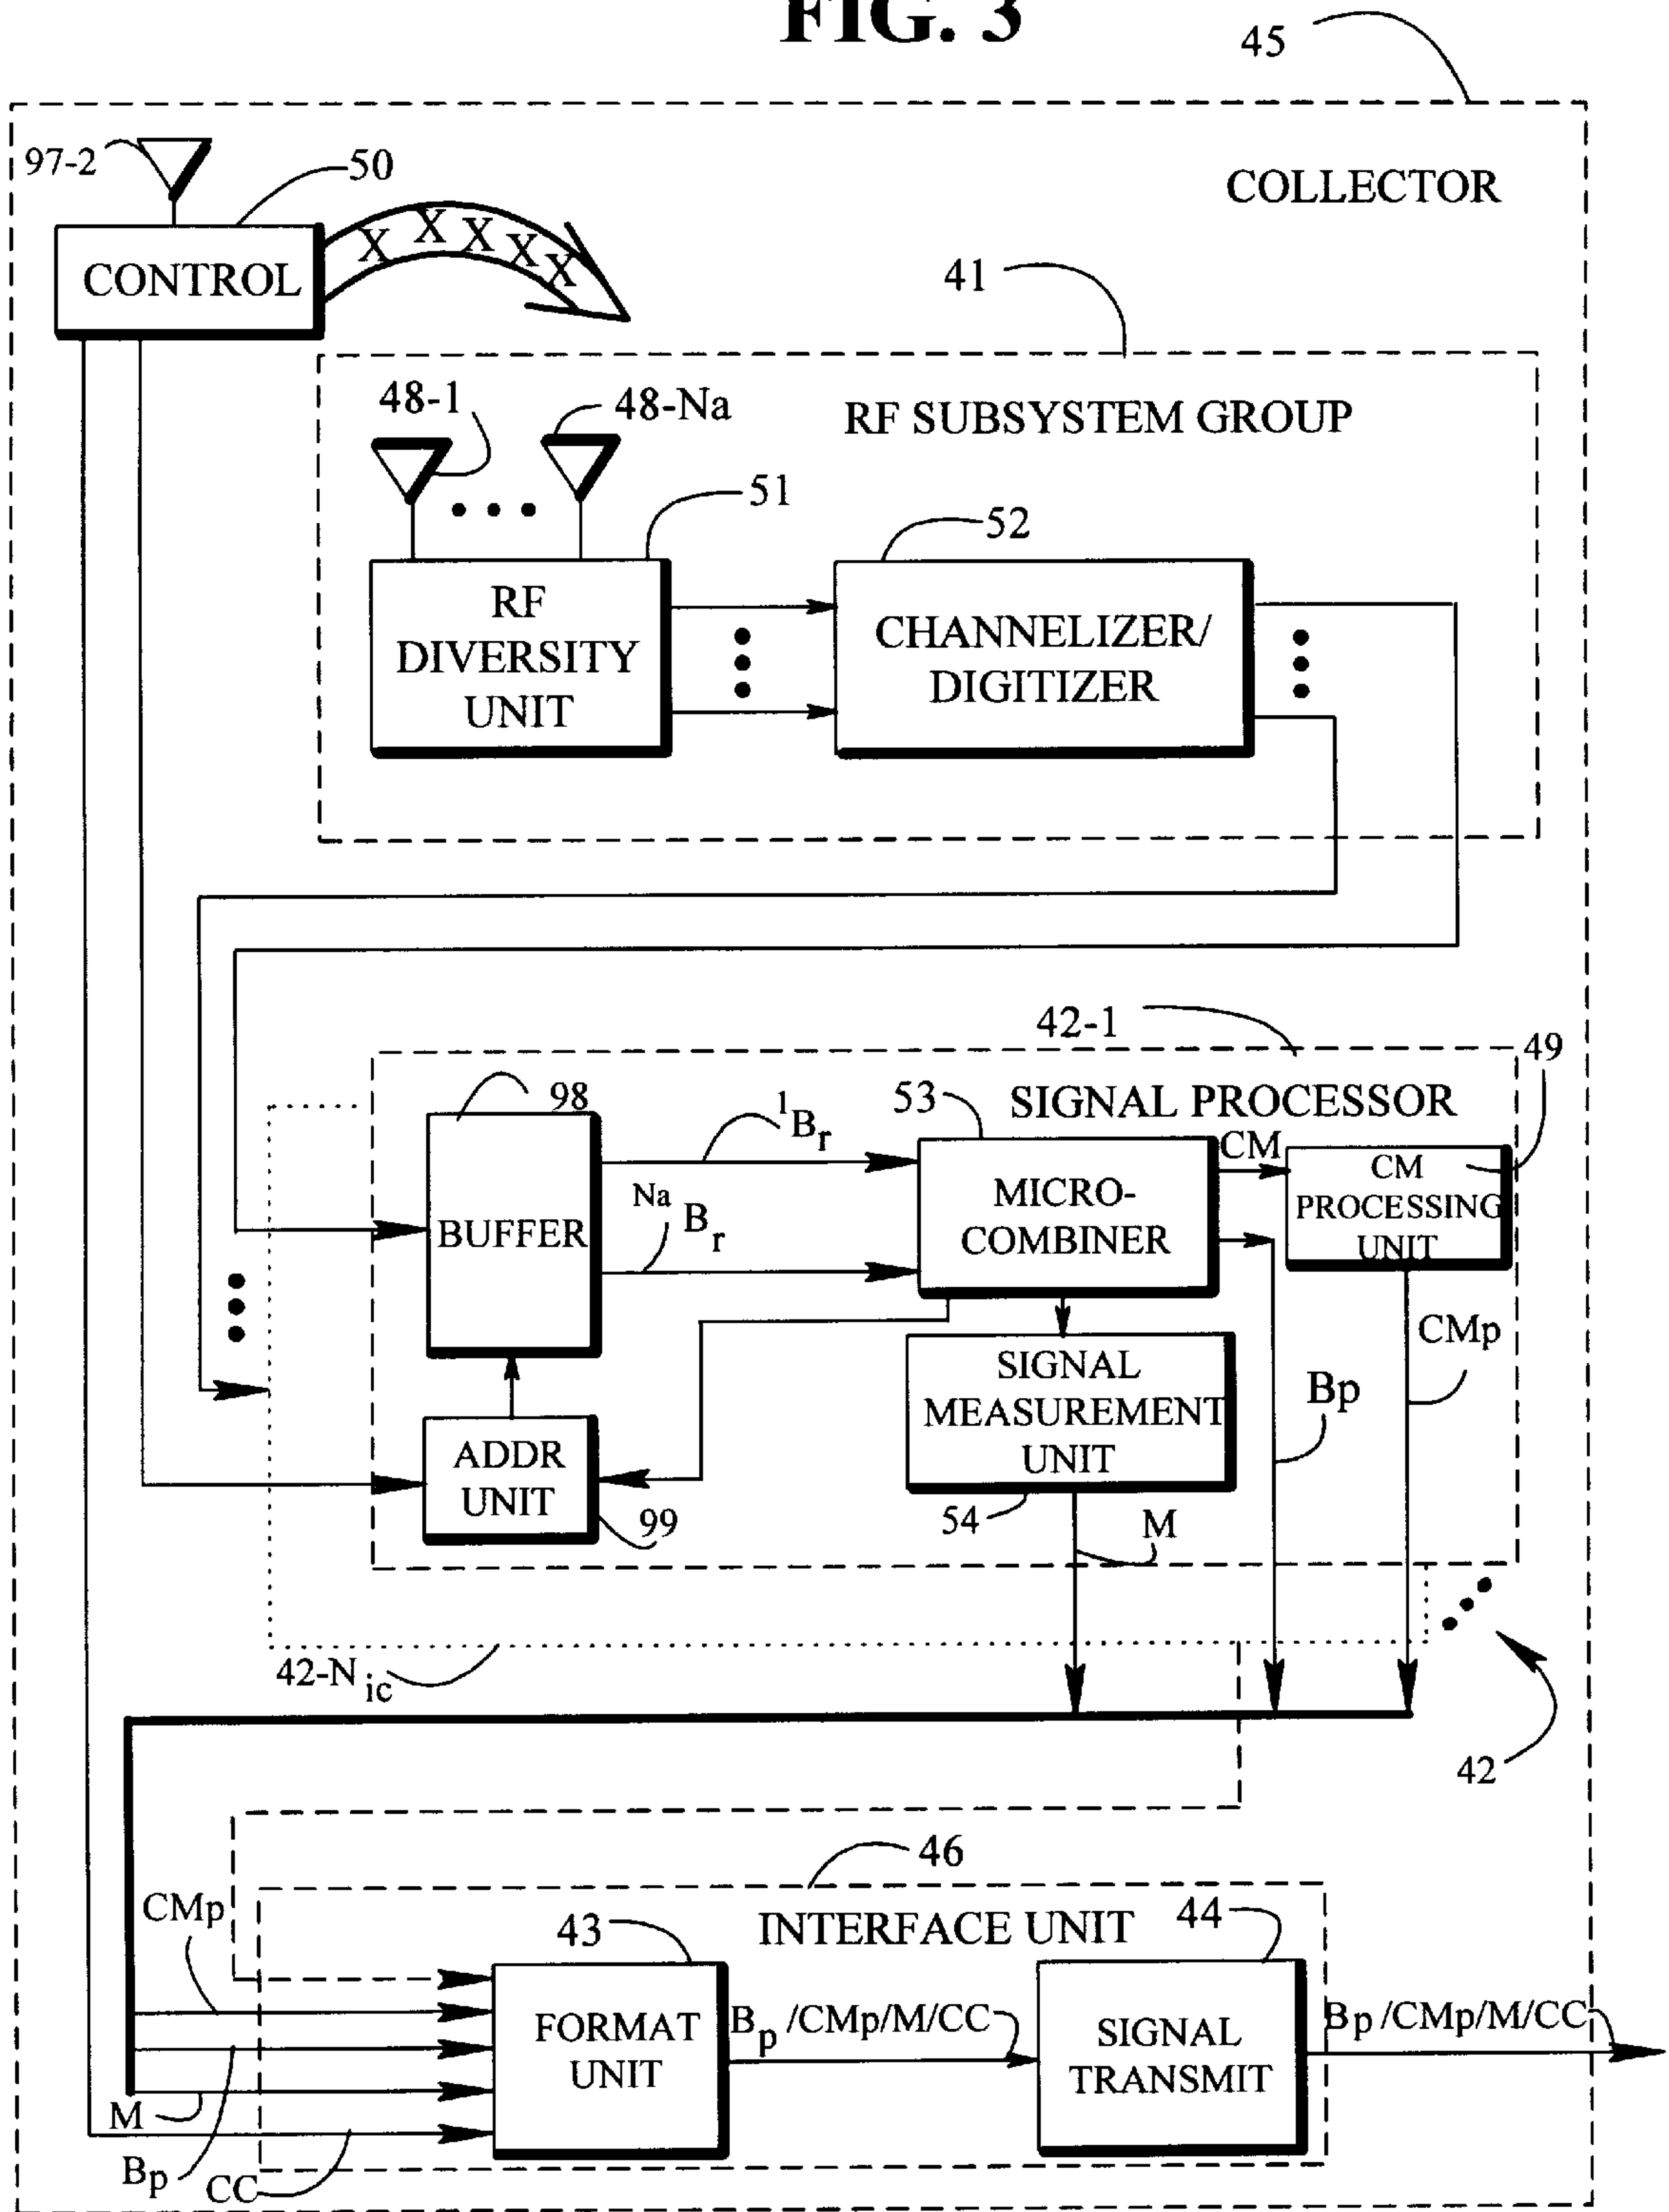 FIG. 3
45
97-2
50
COLLECTOR
CONTROL
X X X X X
41
48-1
48-Na
RF SUBSYSTEM GROUP
51
52
RF
DIVERSITY
UNIT
CHANNELIZER/
DIGITIZER
42-1
49
98
1Br
53
SIGNAL PROCESSOR
CM
CM
PROCESSING
UNIT
BUFFER
Na Br
MICRO-
COMBINER
CMp
SIGNAL
MEASUREMENT
UNIT
Bp
ADDR
UNIT
99
54
M
42-Nic
42
46
CMp
43
INTERFACE UNIT
44
FORMAT
UNIT
Bp/CMp/M/CC
SIGNAL
TRANSMIT
Bp/CMp/M/CC
M
Bp
CC